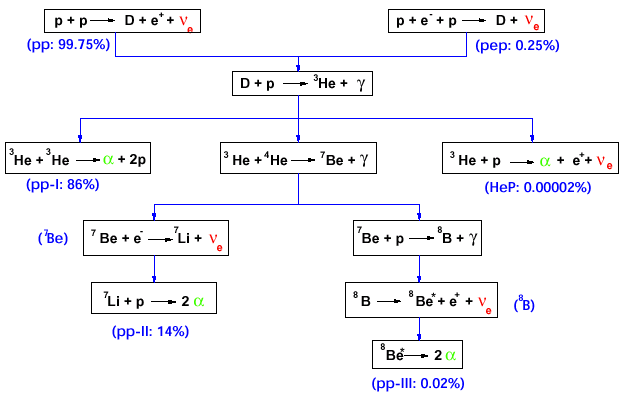 p + p → D + e⁺ + νₑ
p + e⁻ + p → D + νₑ
(pp: 99.75%)
(pep: 0.25%)
D + p → ³He + γ
³He + ³He → α + 2p
³He + ⁴He → ⁷Be + γ
³He + p → α + e⁺ + νₑ
(pp-I: 86%)
(HeP: 0.00002%)
(⁷Be)
⁷Be + e⁻ → ⁷Li + νₑ
⁷Be + p → ⁸B + γ
⁷Li + p → 2 α
⁸B → ⁸Be* + e⁺ + νₑ
(⁸B)
(pp-II: 14%)
⁸Be* → 2 α
(pp-III: 0.02%)